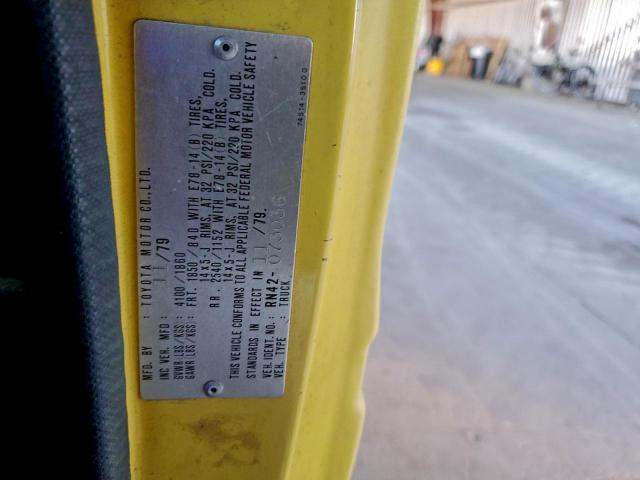 MFD BY : TOYOTA MOTOR CO., LTD.
INC VEH. MFD : 11/79
GVWR(LBS/KGS): 4100/1860
GAWR(LBS/KGS): FRT. 1850/840 WITH E78-14(B) TIRES,
14x5-J RIMS, AT 32 PSI/220 KPA COLD.
RR. 2540/1152 WITH E78-14(B) TIRES,
14x5-J RIMS, AT 32 PSI/220 KPA COLD.
THIS VEHICLE CONFORMS TO ALL APPLICABLE FEDERAL MOTOR VEHICLE SAFETY
STANDARDS IN EFFECT IN 11/79.
VEH. IDENT. NO.: RN42-073036
VEH. TYPE : TRUCK
74514-35100